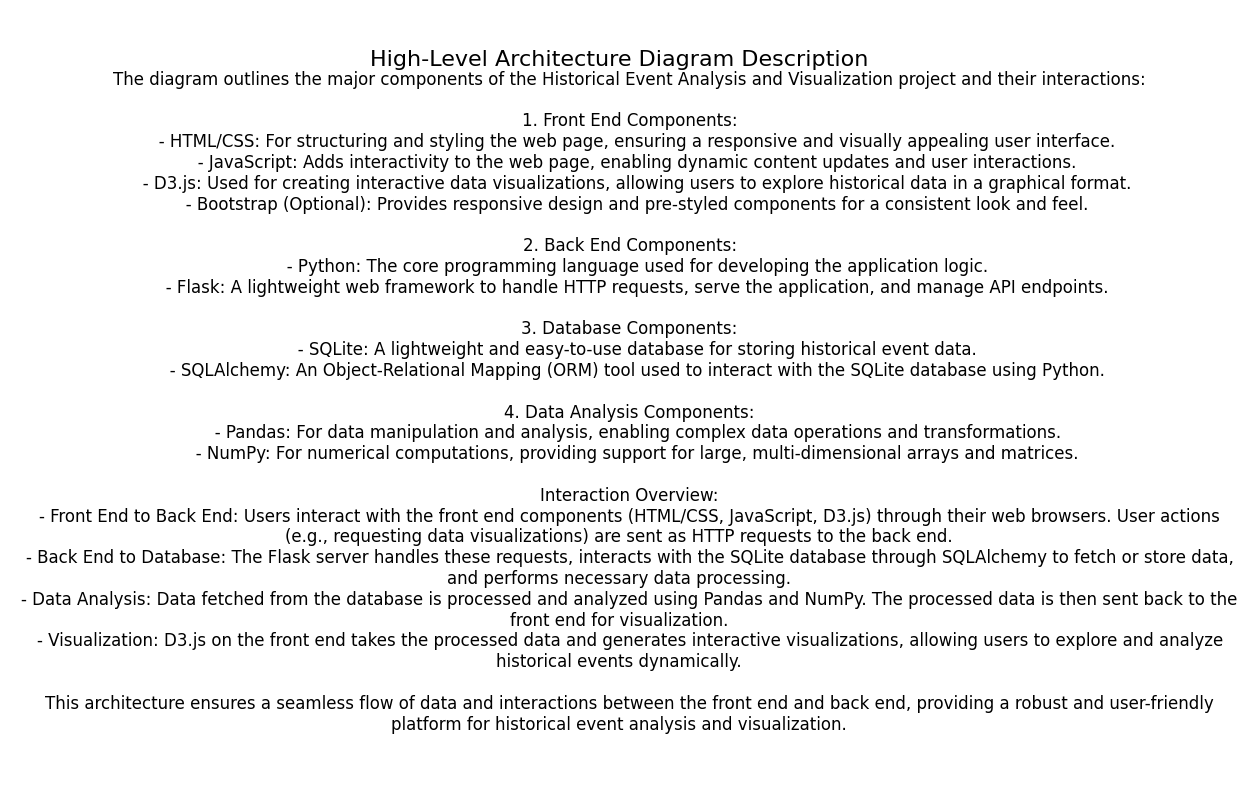 High-Level Architecture Diagram Description
The diagram outlines the major components of the Historical Event Analysis and Visualization project and their interactions:
1. Front End Components:
- HTML/CSS: For structuring and styling the web page, ensuring a responsive and visually appealing user interface.
- JavaScript: Adds interactivity to the web page, enabling dynamic content updates and user interactions.
- D3.js: Used for creating interactive data visualizations, allowing users to explore historical data in a graphical format.
- Bootstrap (Optional): Provides responsive design and pre-styled components for a consistent look and feel.
2. Back End Components:
- Python: The core programming language used for developing the application logic.
- Flask: A lightweight web framework to handle HTTP requests, serve the application, and manage API endpoints.
3. Database Components:
- SQLite: A lightweight and easy-to-use database for storing historical event data.
- SQLAlchemy: An Object-Relational Mapping (ORM) tool used to interact with the SQLite database using Python.
4. Data Analysis Components:
- Pandas: For data manipulation and analysis, enabling complex data operations and transformations.
- NumPy: For numerical computations, providing support for large, multi-dimensional arrays and matrices.
Interaction Overview:
- Front End to Back End: Users interact with the front end components (HTML/CSS, JavaScript, D3.js) through their web browsers. User actions
(e.g., requesting data visualizations) are sent as HTTP requests to the back end.
- Back End to Database: The Flask server handles these requests, interacts with the SQLite database through SQLAlchemy to fetch or store data,
and performs necessary data processing.
- Data Analysis: Data fetched from the database is processed and analyzed using Pandas and NumPy. The processed data is then sent back to the
front end for visualization.
- Visualization: D3.js on the front end takes the processed data and generates interactive visualizations, allowing users to explore and analyze
historical events dynamically.
This architecture ensures a seamless flow of data and interactions between the front end and back end, providing a robust and user-friendly
platform for historical event analysis and visualization.